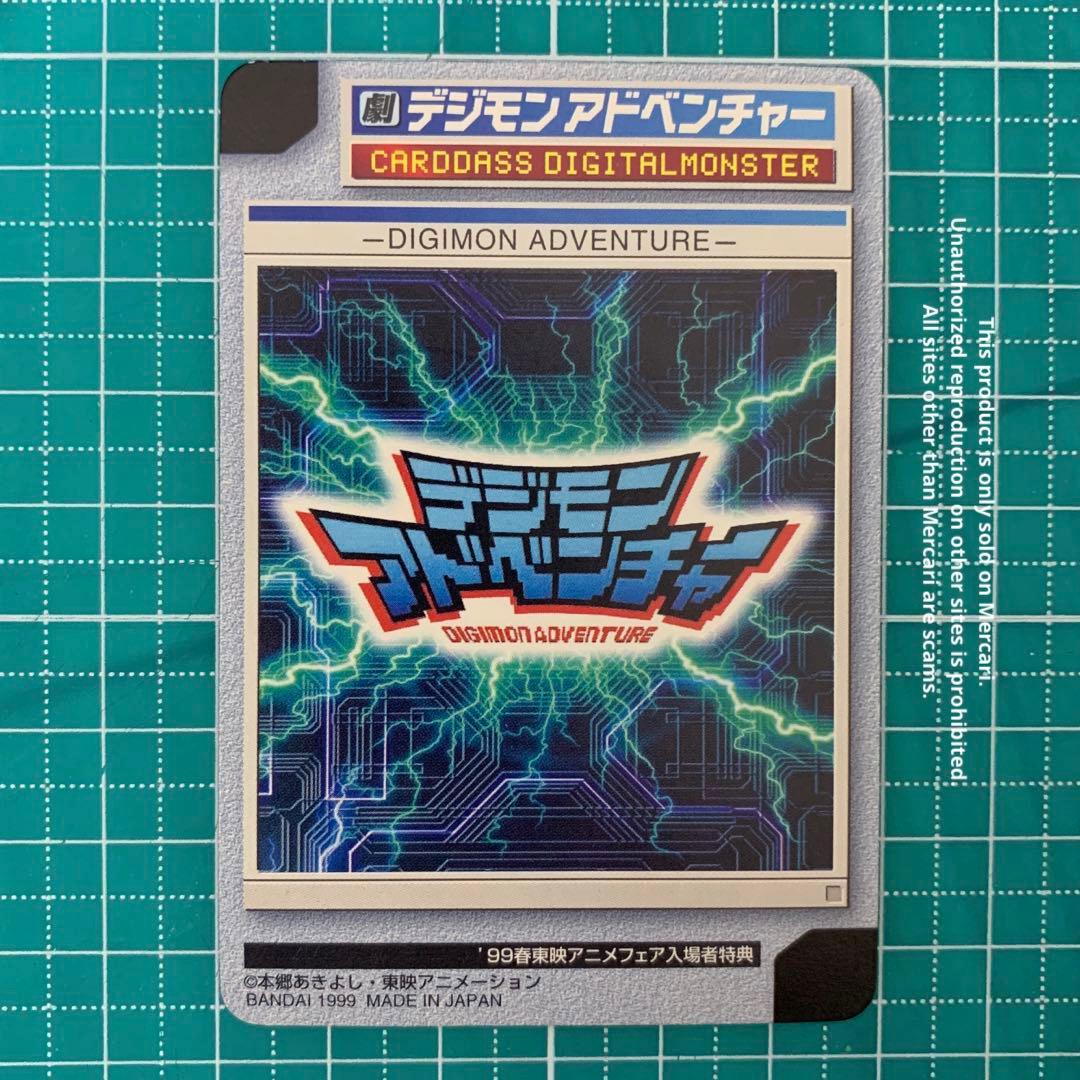 劇 デジモンアドベンチャー
CARDDASS DIGITALMONSTER
—DIGIMON ADVENTURE—
デジモン
アドベンチャー
DIGIMON ADVENTURE
'99春東映アニメフェア入場者特典
©本郷あきよし・東映アニメーション
BANDAI 1999 MADE IN JAPAN
This product is only sold on Mercari.
Unauthorized reproduction on other sites is prohibited
All sites other than Mercari are scams.